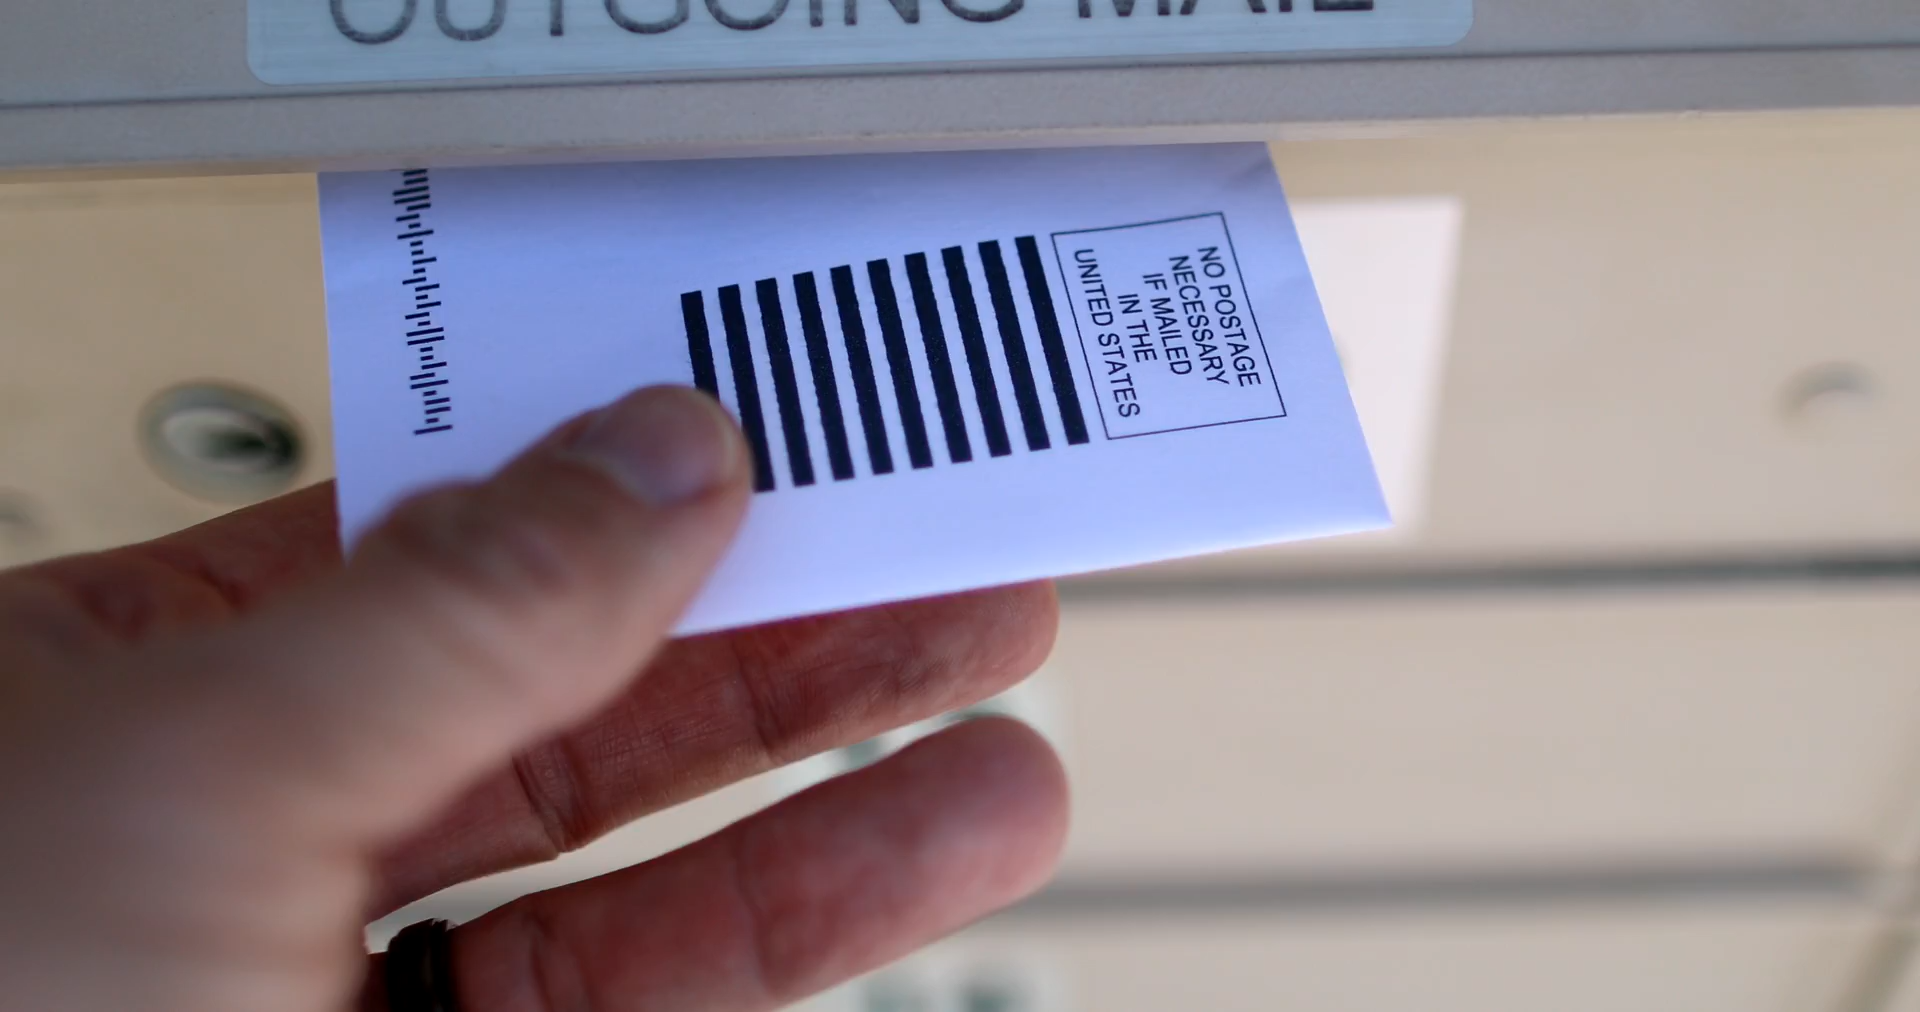 OUTGOING MAIL
NO POSTAGE
NECESSARY
IF MAILED
IN THE
UNITED STATES